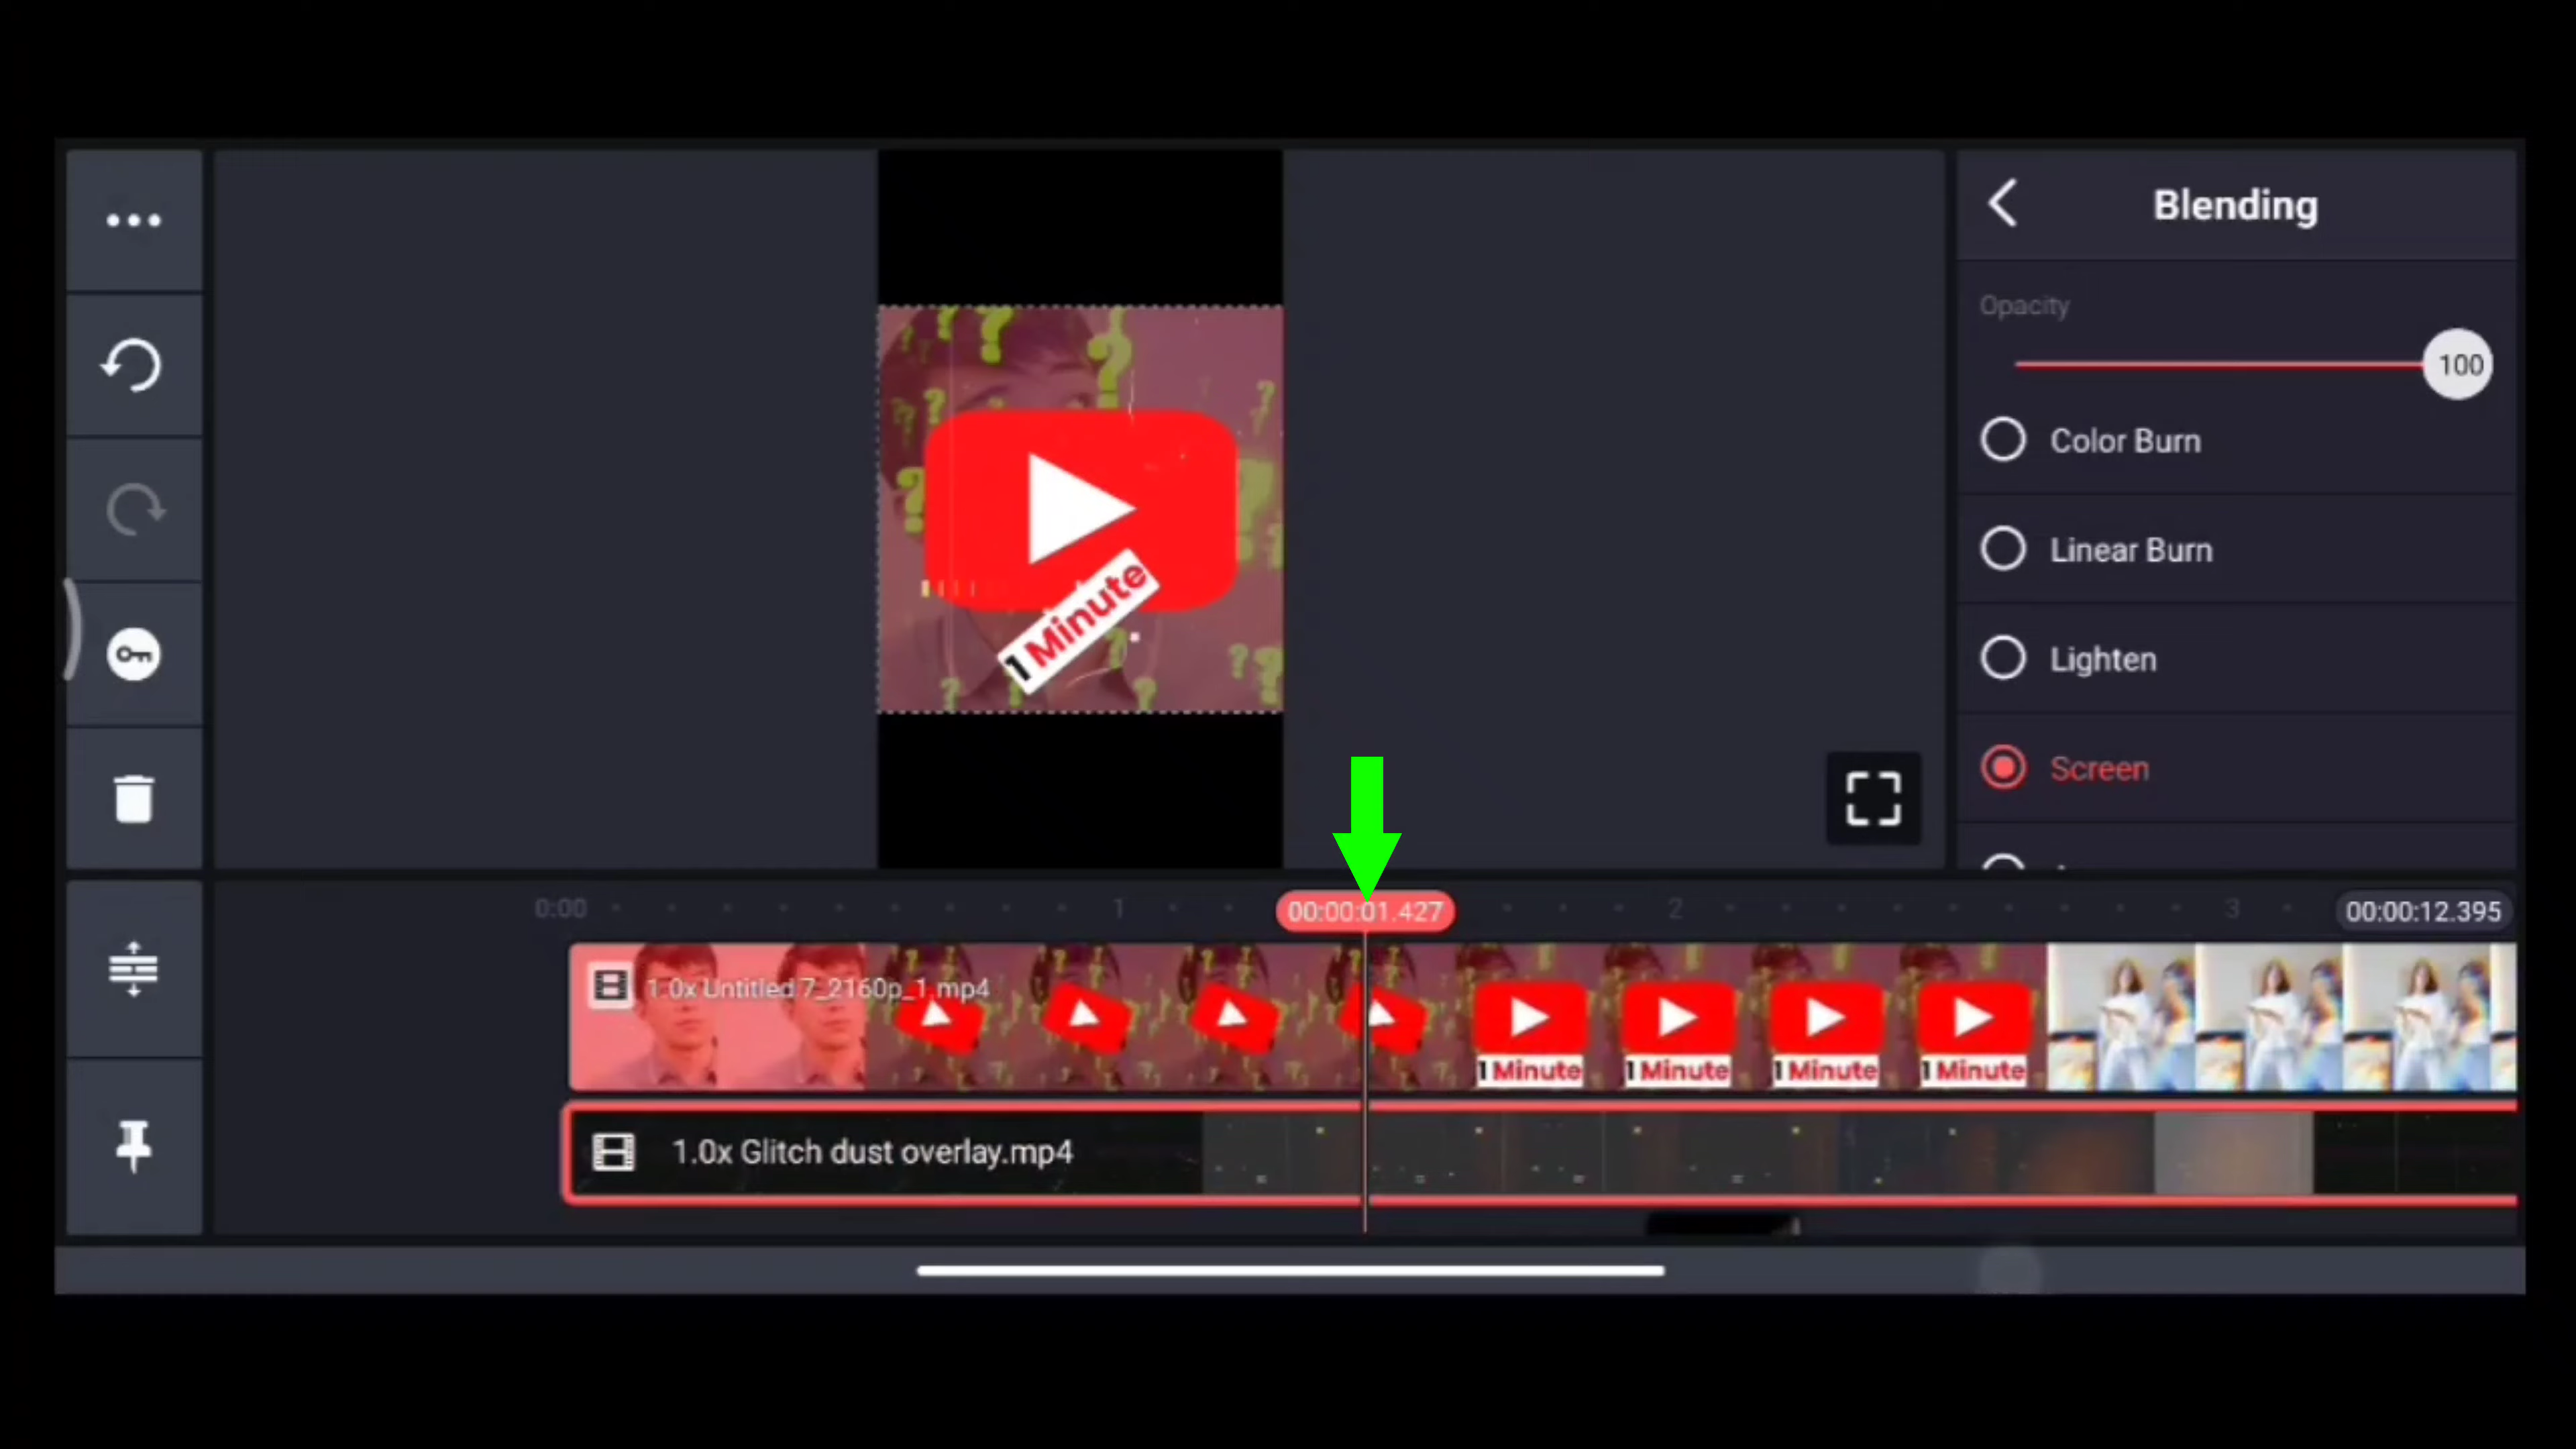 Blending
Opacity
100
Color Burn
Linear Burn
Lighten
Screen
1 Minute
0:00 1 00:00:01.427 2 3 00:00:12.395
1.0x Untitled 7_2160p_1.mp4
1 Minute 1 Minute 1 Minute 1 Minute
1.0x Glitch dust overlay.mp4